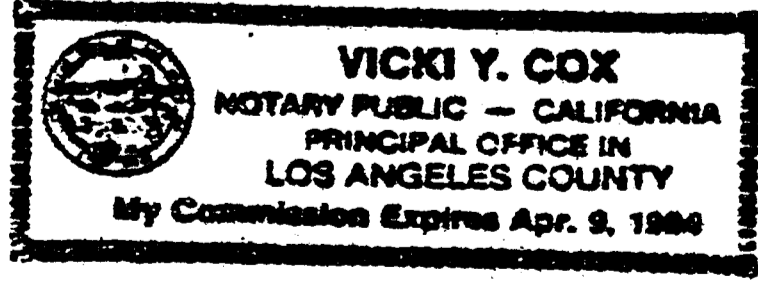 VICKI Y. COX
NOTARY PUBLIC — CALIFORNIA
PRINCIPAL OFFICE IN
LOS ANGELES COUNTY
My Commission Expires Apr. 9,